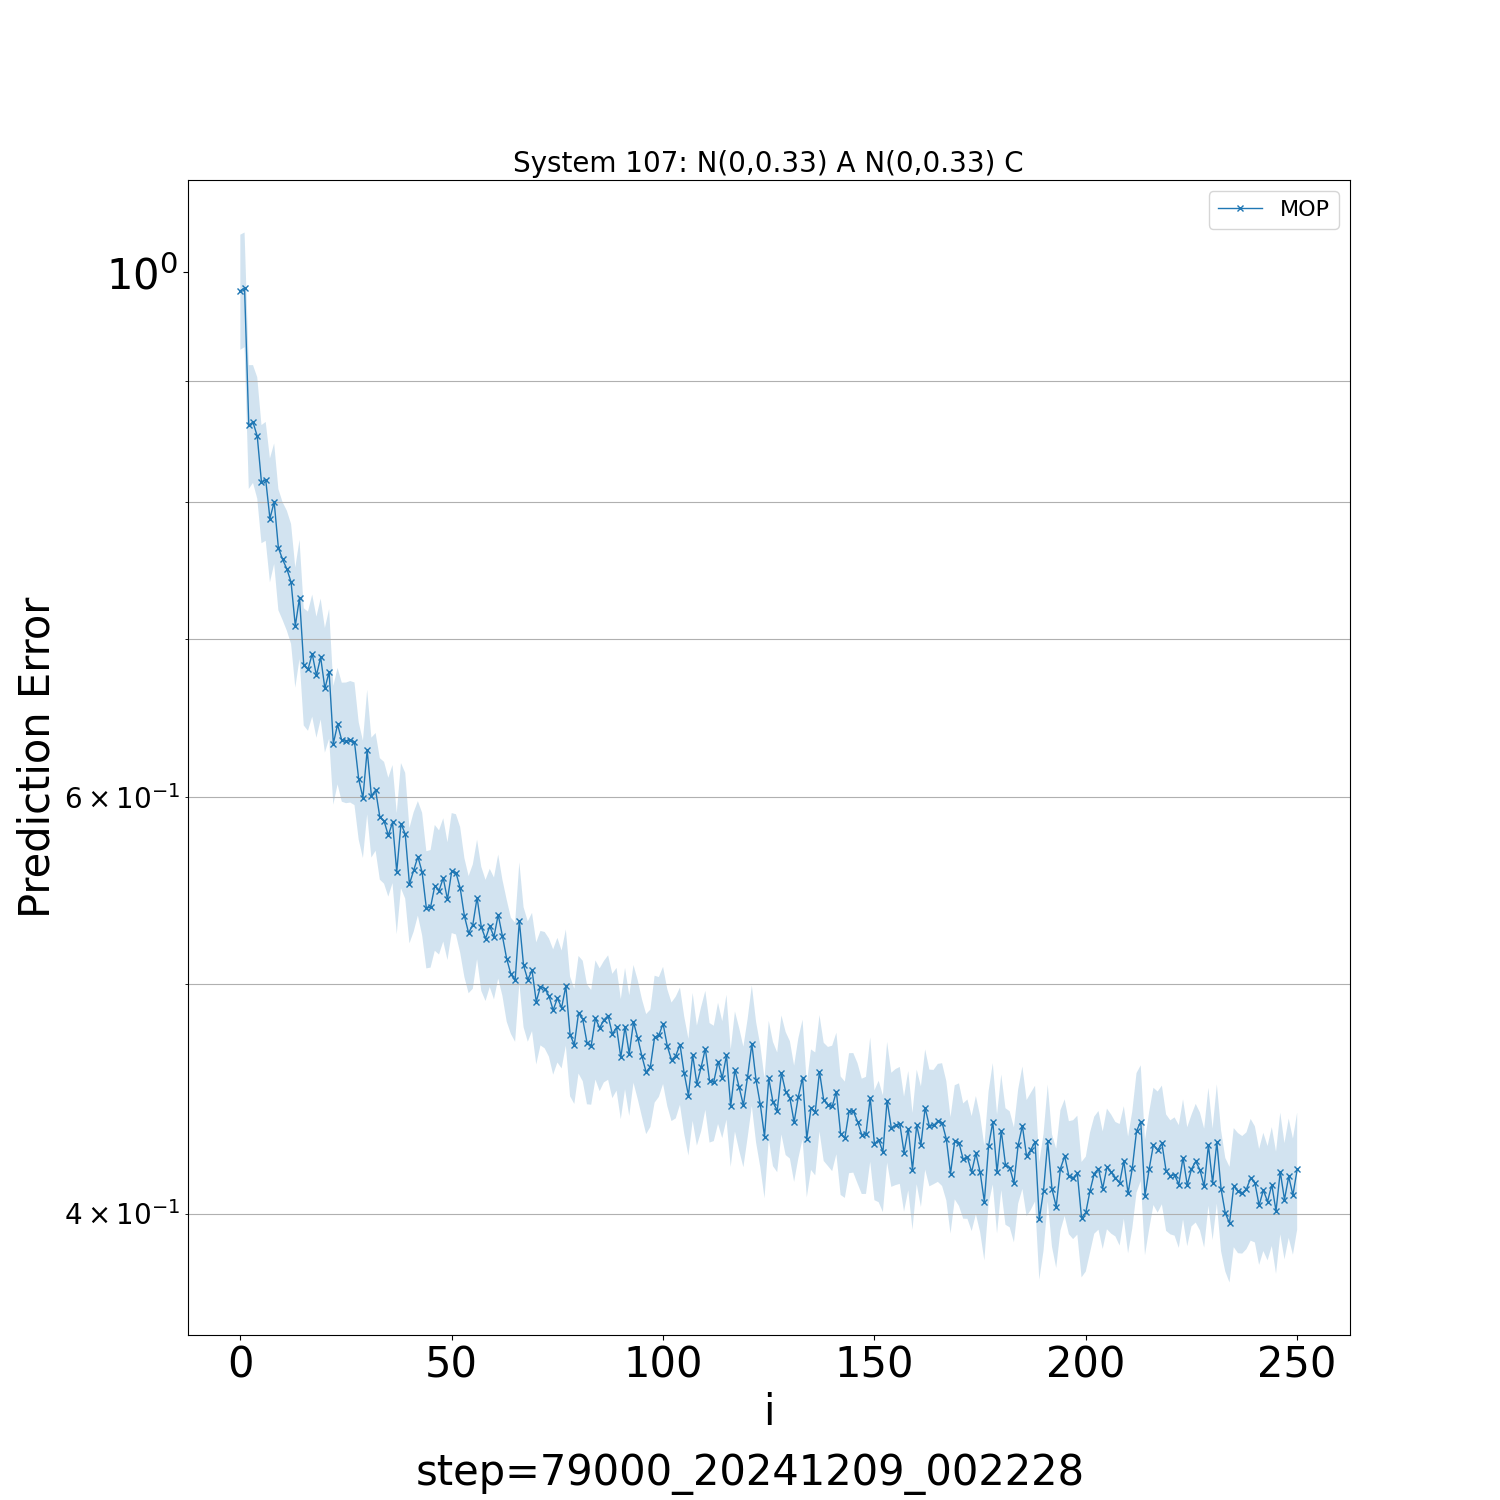 System 107: N(0,0.33) A N(0,0.33) C
MOP
10⁰
6 × 10⁻¹
4 × 10⁻¹
Prediction Error
0 50 100 150 200 250
i
step=79000_20241209_002228